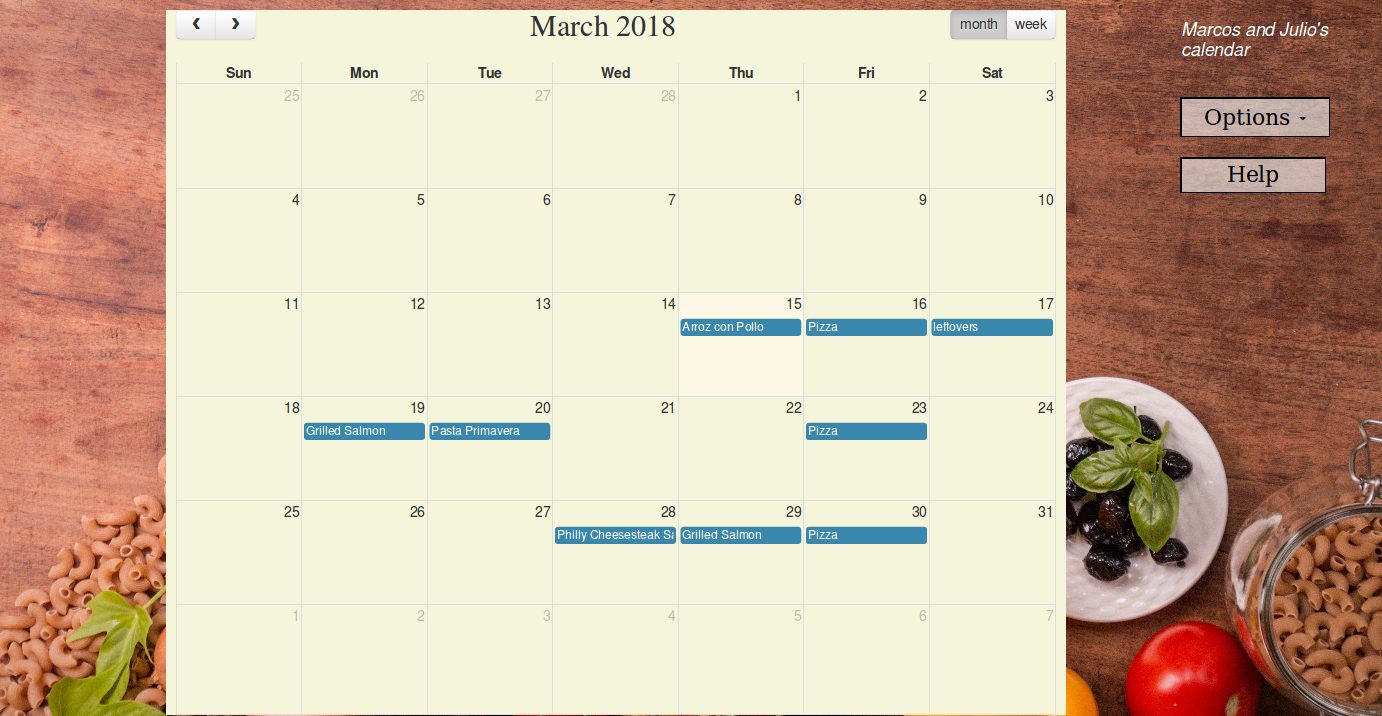 ‹ ›
March 2018
month week
Marcos and Julio's
calendar
Options
Help
Sun Mon Tue Wed Thu Fri Sat
25 26 27 28 1 2 3
4 5 6 7 8 9 10
11 12 13 14 15 16 17
Arroz con Pollo Pizza leftovers
18 19 20 21 22 23 24
Grilled Salmon Pasta Primavera Pizza
25 26 27 28 29 30 31
Philly Cheesesteak Sa Grilled Salmon Pizza
1 2 3 4 5 6 7